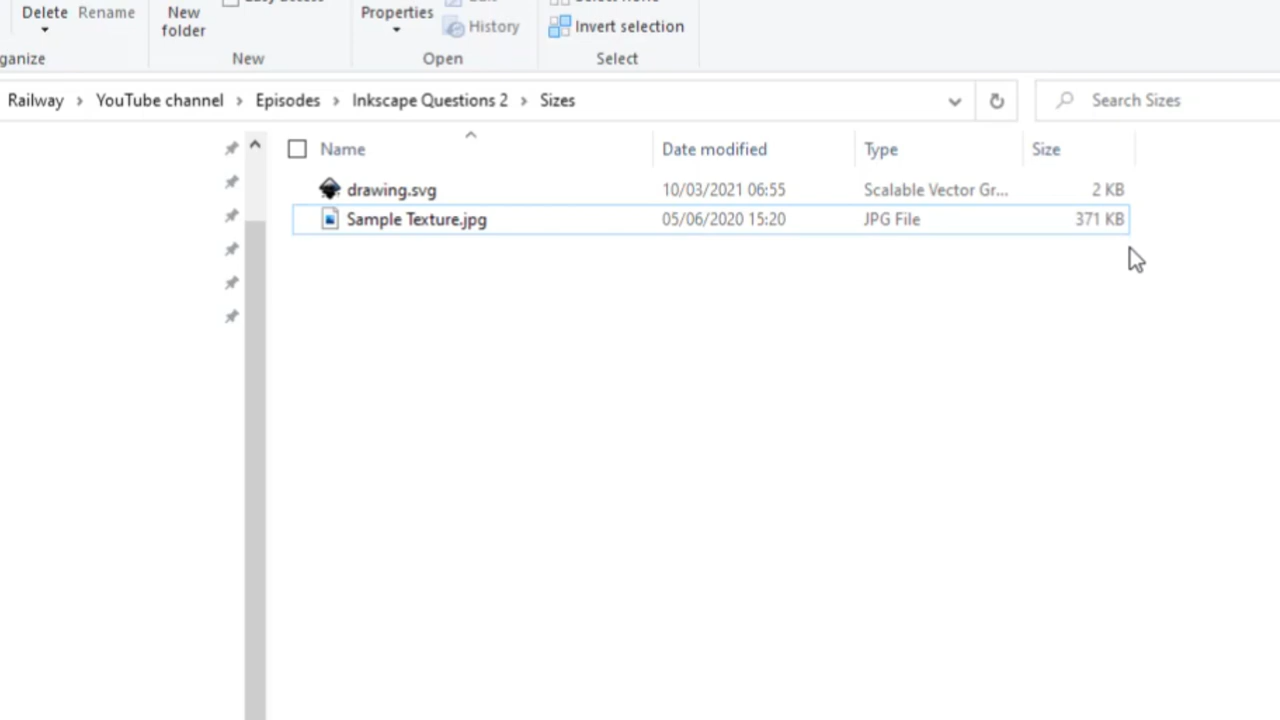 Delete Rename New folder Properties History Invert selection
ganize New Open Select
Railway > YouTube channel > Episodes > Inkscape Questions 2 > Sizes Search Sizes
Name Date modified Type Size
drawing.svg 10/03/2021 06:55 Scalable Vector Gr... 2 KB
Sample Texture.jpg 05/06/2020 15:20 JPG File 371 KB